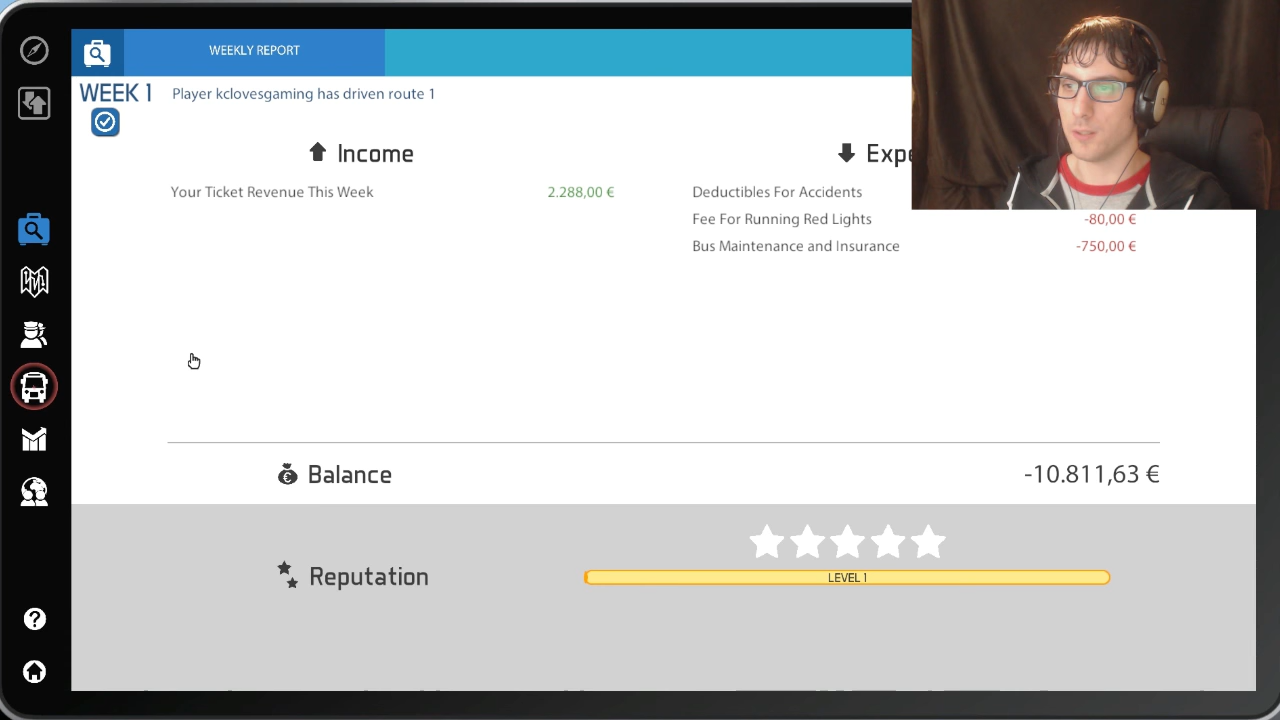 WEEKLY REPORT
WEEK 1
Player kclovesgaming has driven route 1
Income
Your Ticket Revenue This Week 2.288,00 €
Deductibles For Accidents
Fee For Running Red Lights -80,00 €
Bus Maintenance and Insurance -750,00 €
Balance -10.811,63 €
Reputation
LEVEL 1